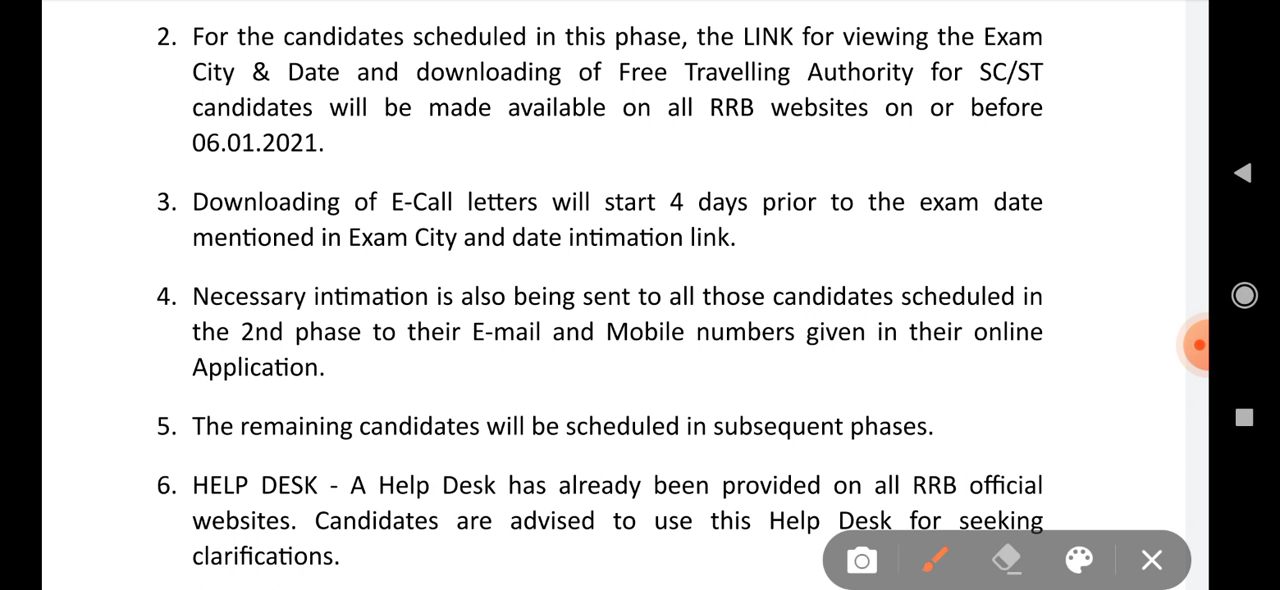 2. For the candidates scheduled in this phase, the LINK for viewing the Exam
City & Date and downloading of Free Travelling Authority for SC/ST
candidates will be made available on all RRB websites on or before
06.01.2021.
3. Downloading of E-Call letters will start 4 days prior to the exam date
mentioned in Exam City and date intimation link.
4. Necessary intimation is also being sent to all those candidates scheduled in
the 2nd phase to their E-mail and Mobile numbers given in their online
Application.
5. The remaining candidates will be scheduled in subsequent phases.
6. HELP DESK - A Help Desk has already been provided on all RRB official
websites. Candidates are advised to use this Help Desk for seeking
clarifications.